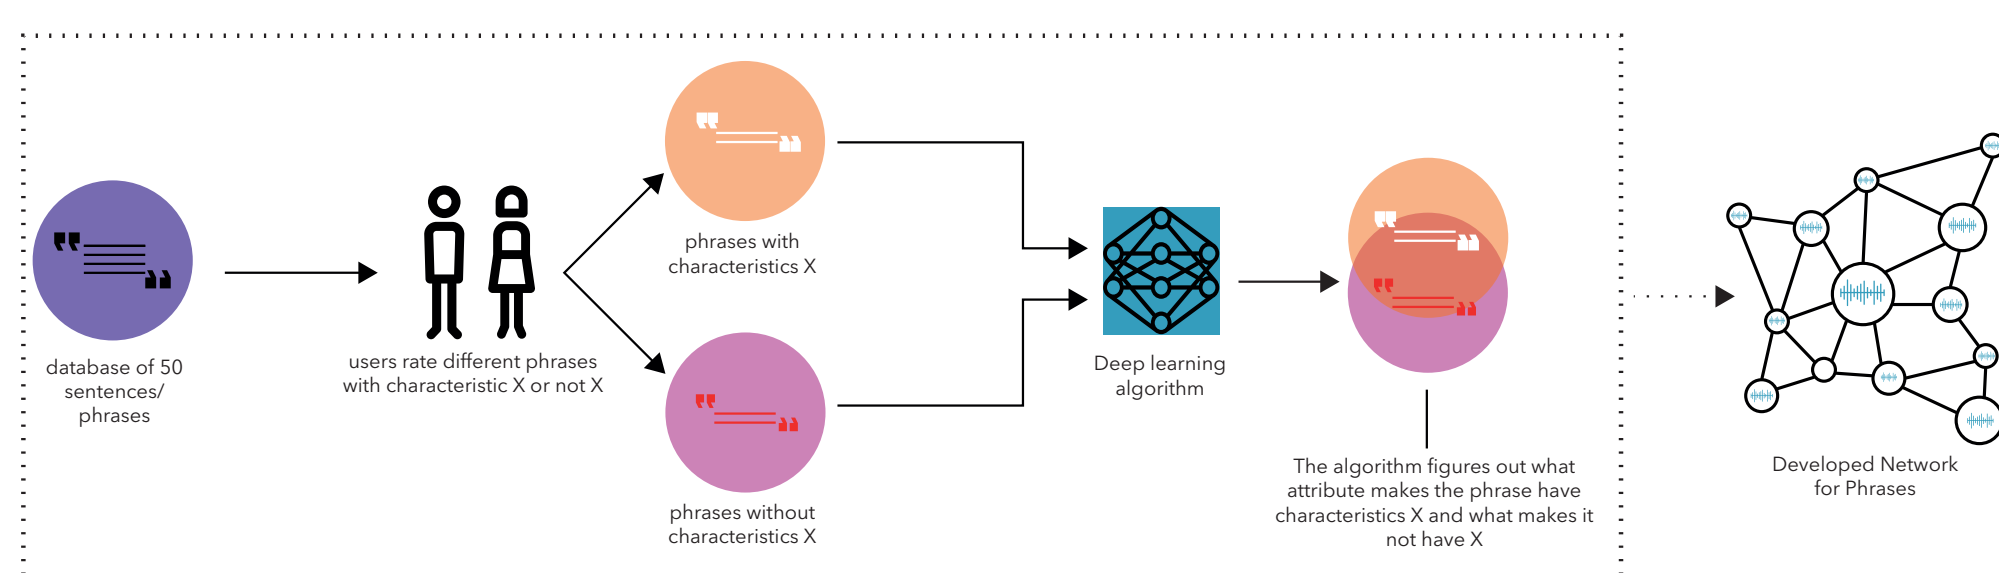 database of 50
sentences/
phrases
users rate different phrases
with characteristic X or not X
phrases with
characteristics X
phrases without
characteristics X
Deep learning
algorithm
The algorithm figures out what
attribute makes the phrase have
characteristics X and what makes it
not have X
Developed Network
for Phrases